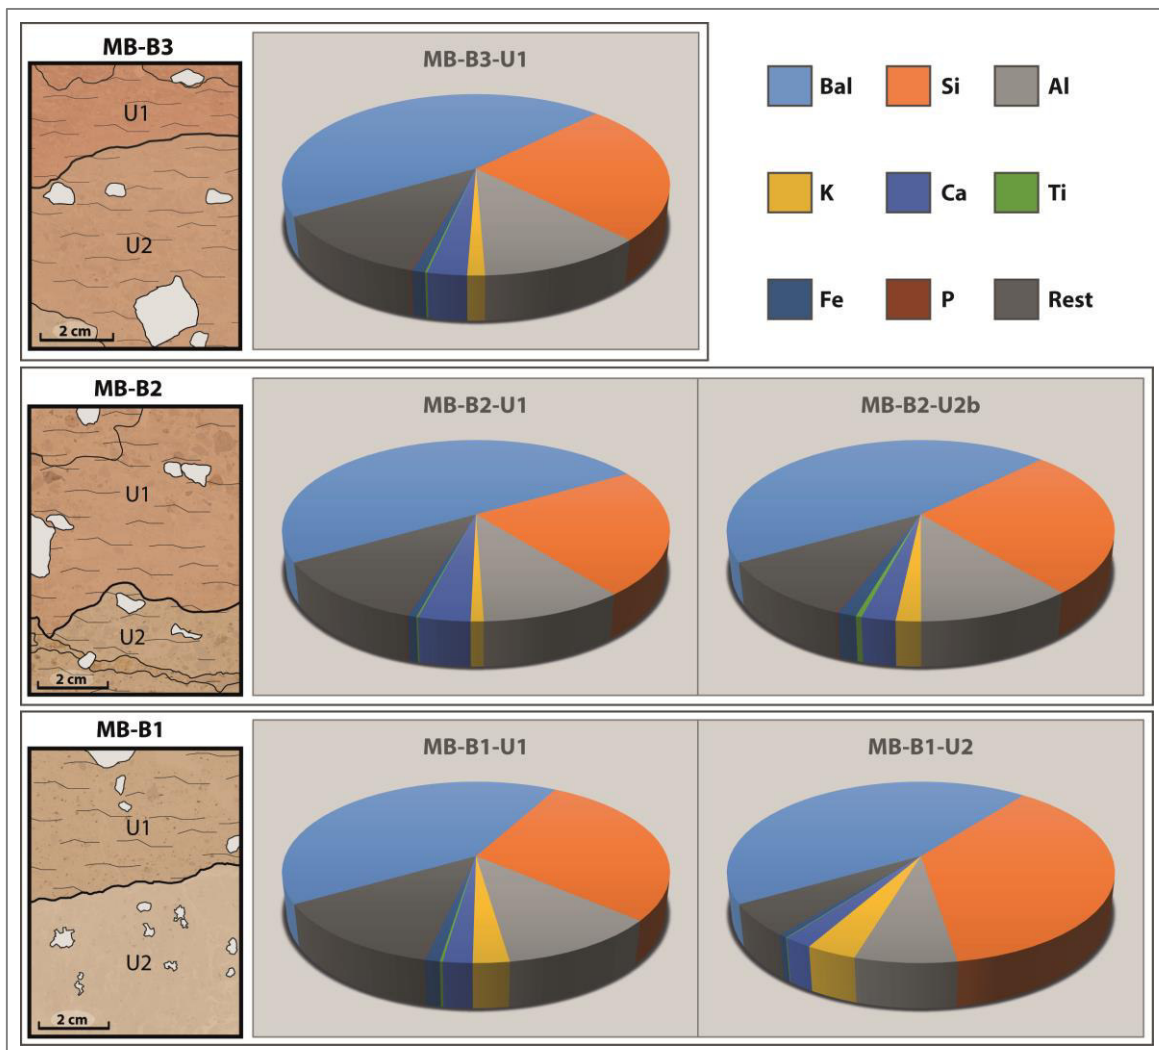 MB-B3
U1
U2
2 cm
MB-B3-U1
Bal
Si
Al
K
Ca
Ti
Fe
P
Rest
MB-B2
U1
U2
2 cm
MB-B2-U1
MB-B2-U2b
MB-B1
U1
U2
2 cm
MB-B1-U1
MB-B1-U2